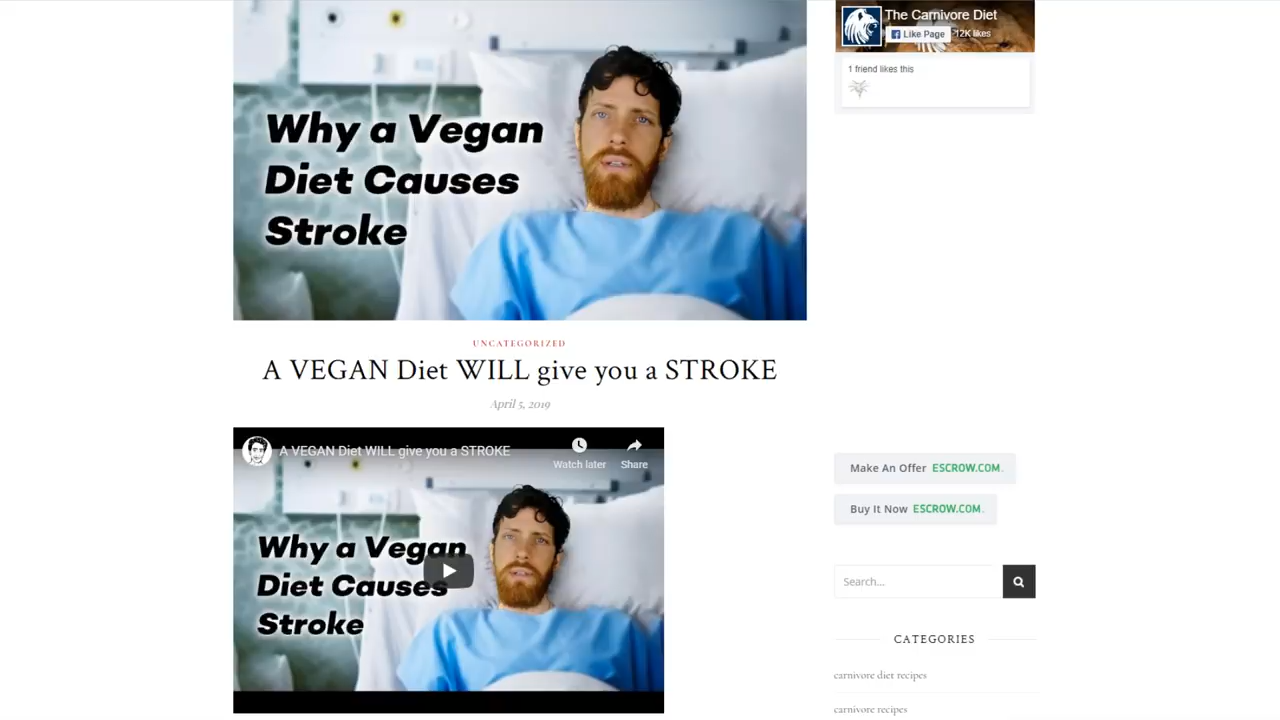 Why a Vegan
Diet Causes
Stroke
UNCATEGORIZED
A VEGAN Diet WILL give you a STROKE
April 5, 2019
A VEGAN Diet WILL give you a STROKE
Watch later
Share
Why a Vegan
Diet Causes
Stroke
The Carnivore Diet
Like Page
12K likes
1 friend likes this
Make An Offer ESCROW.COM.
Buy It Now ESCROW.COM.
Search...
CATEGORIES
carnivore diet recipes
carnivore recipes